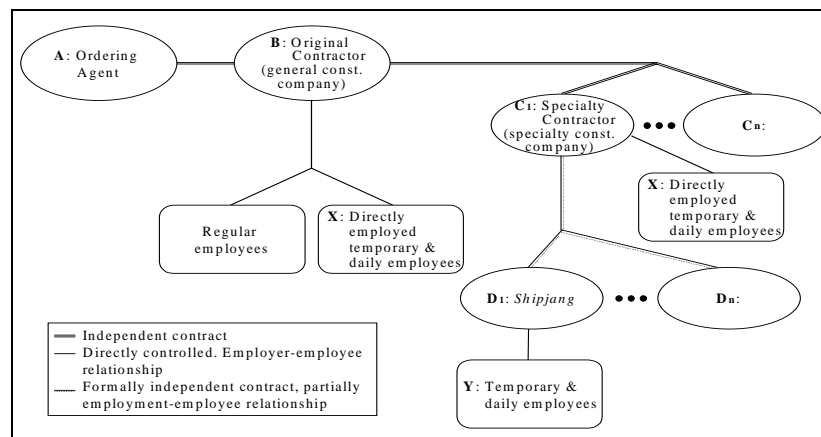 A: Ordering
Agent
B: Original
Contractor
(general const.
company)
C1: Specialty
Contractor
(specialty const.
company)
Cn:
Regular
employees
X: Directly
employed
temporary &
daily employees
X: Directly
employed
temporary &
daily employees
D1: Shipjang
Dn:
Y: Temporary &
daily employees
Independent contract
Directly controlled. Employer-employee
relationship
Formally independent contract, partially
employment-employee relationship